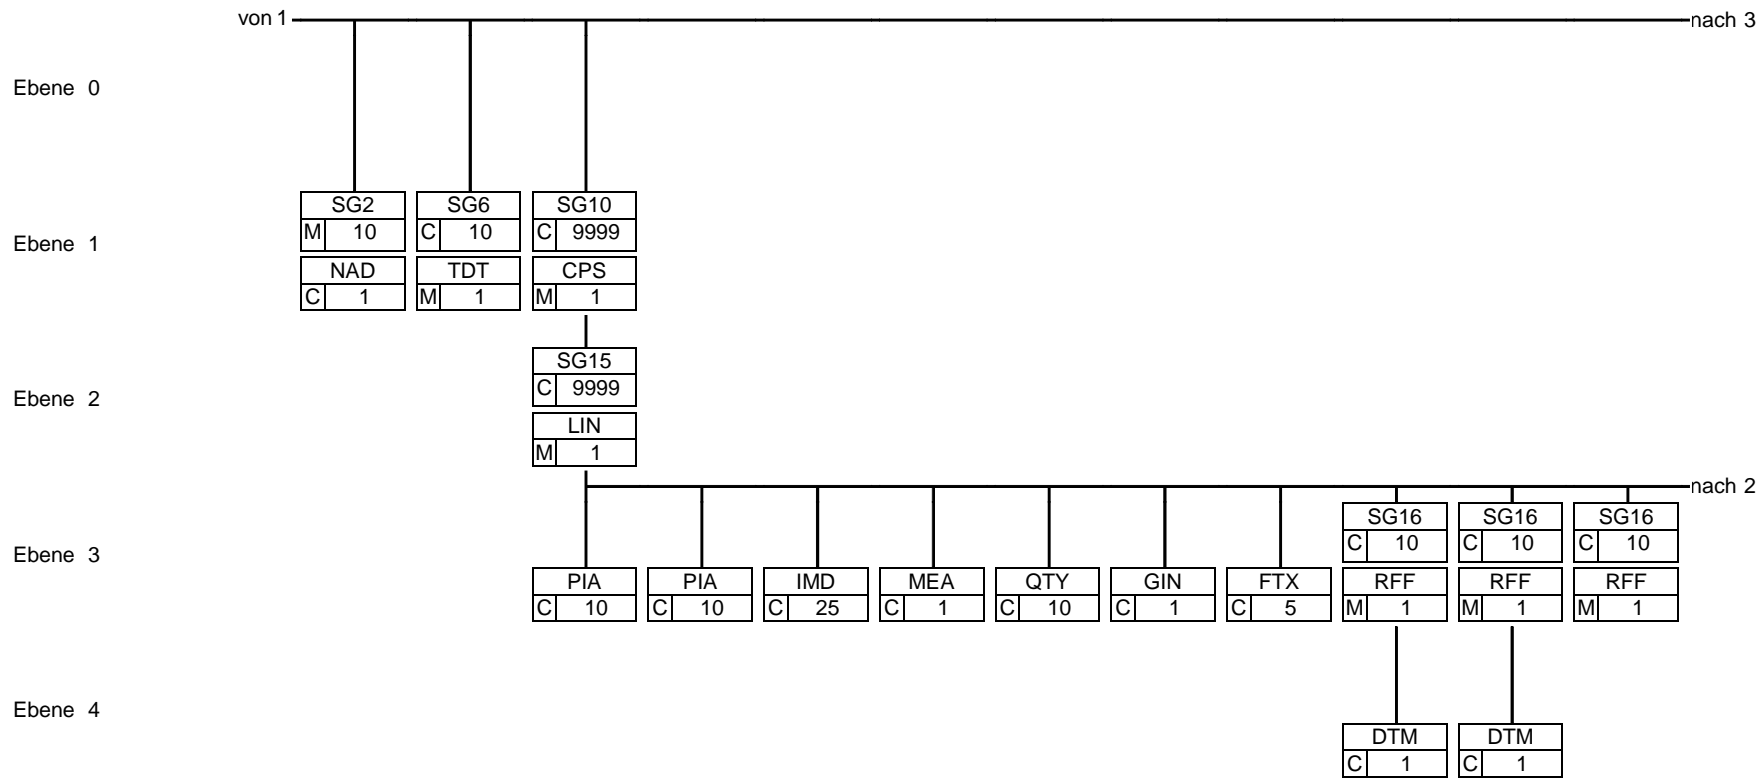 von 1 nach 3
Ebene 0
SG2 SG6 SG10
M 10 C 10 C 9999
Ebene 1
NAD TDT CPS
C 1 M 1 M 1
SG15
C 9999
Ebene 2
LIN
M 1
nach 2
SG16 SG16 SG16
C 10 C 10 C 10
Ebene 3
PIA PIA IMD MEA QTY GIN FTX RFF RFF RFF
C 10 C 10 C 25 C 1 C 10 C 1 C 5 M 1 M 1 M 1
Ebene 4
DTM DTM
C 1 C 1